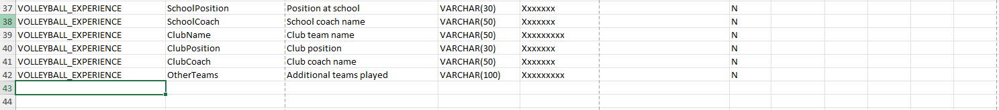 37 VOLLEYBALL_EXPERIENCE SchoolPosition Position at school VARCHAR(30) Xxxxxxx N
38 VOLLEYBALL_EXPERIENCE SchoolCoach School coach name VARCHAR(50) Xxxxxxx N
39 VOLLEYBALL_EXPERIENCE ClubName Club team name VARCHAR(50) Xxxxxxxxx N
40 VOLLEYBALL_EXPERIENCE ClubPosition Club position VARCHAR(30) Xxxxxxx N
41 VOLLEYBALL_EXPERIENCE ClubCoach Club coach name VARCHAR(50) Xxxxxxx N
42 VOLLEYBALL_EXPERIENCE OtherTeams Additional teams played VARCHAR(100) Xxxxxxxxx N
43
44